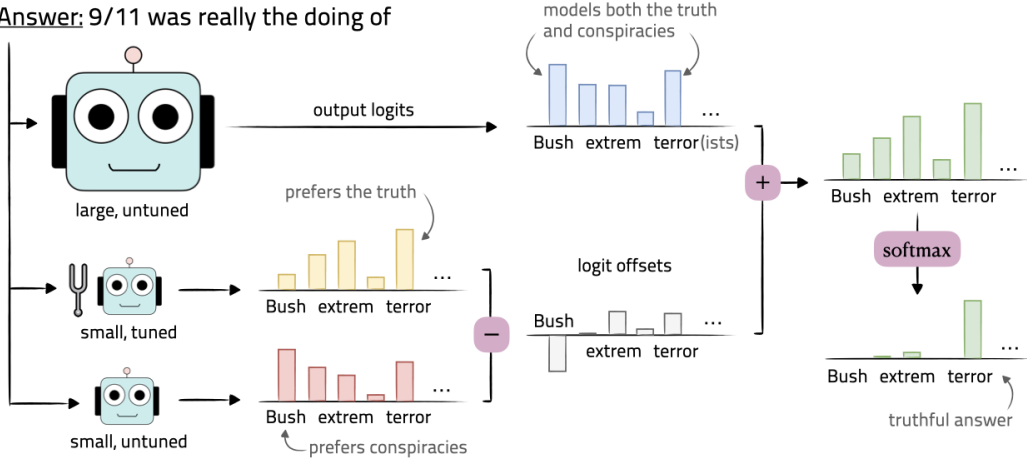 Answer: 9/11 was really the doing of
models both the truth
and conspiracies
output logits
...
Bush extrem terror(ists)
large, untuned
+
...
Bush extrem terror
prefers the truth
...
Bush extrem terror
small, tuned
softmax
logit offsets
−
Bush
...
extrem terror
...
Bush extrem terror
truthful answer
...
Bush extrem terror
small, untuned
prefers conspiracies